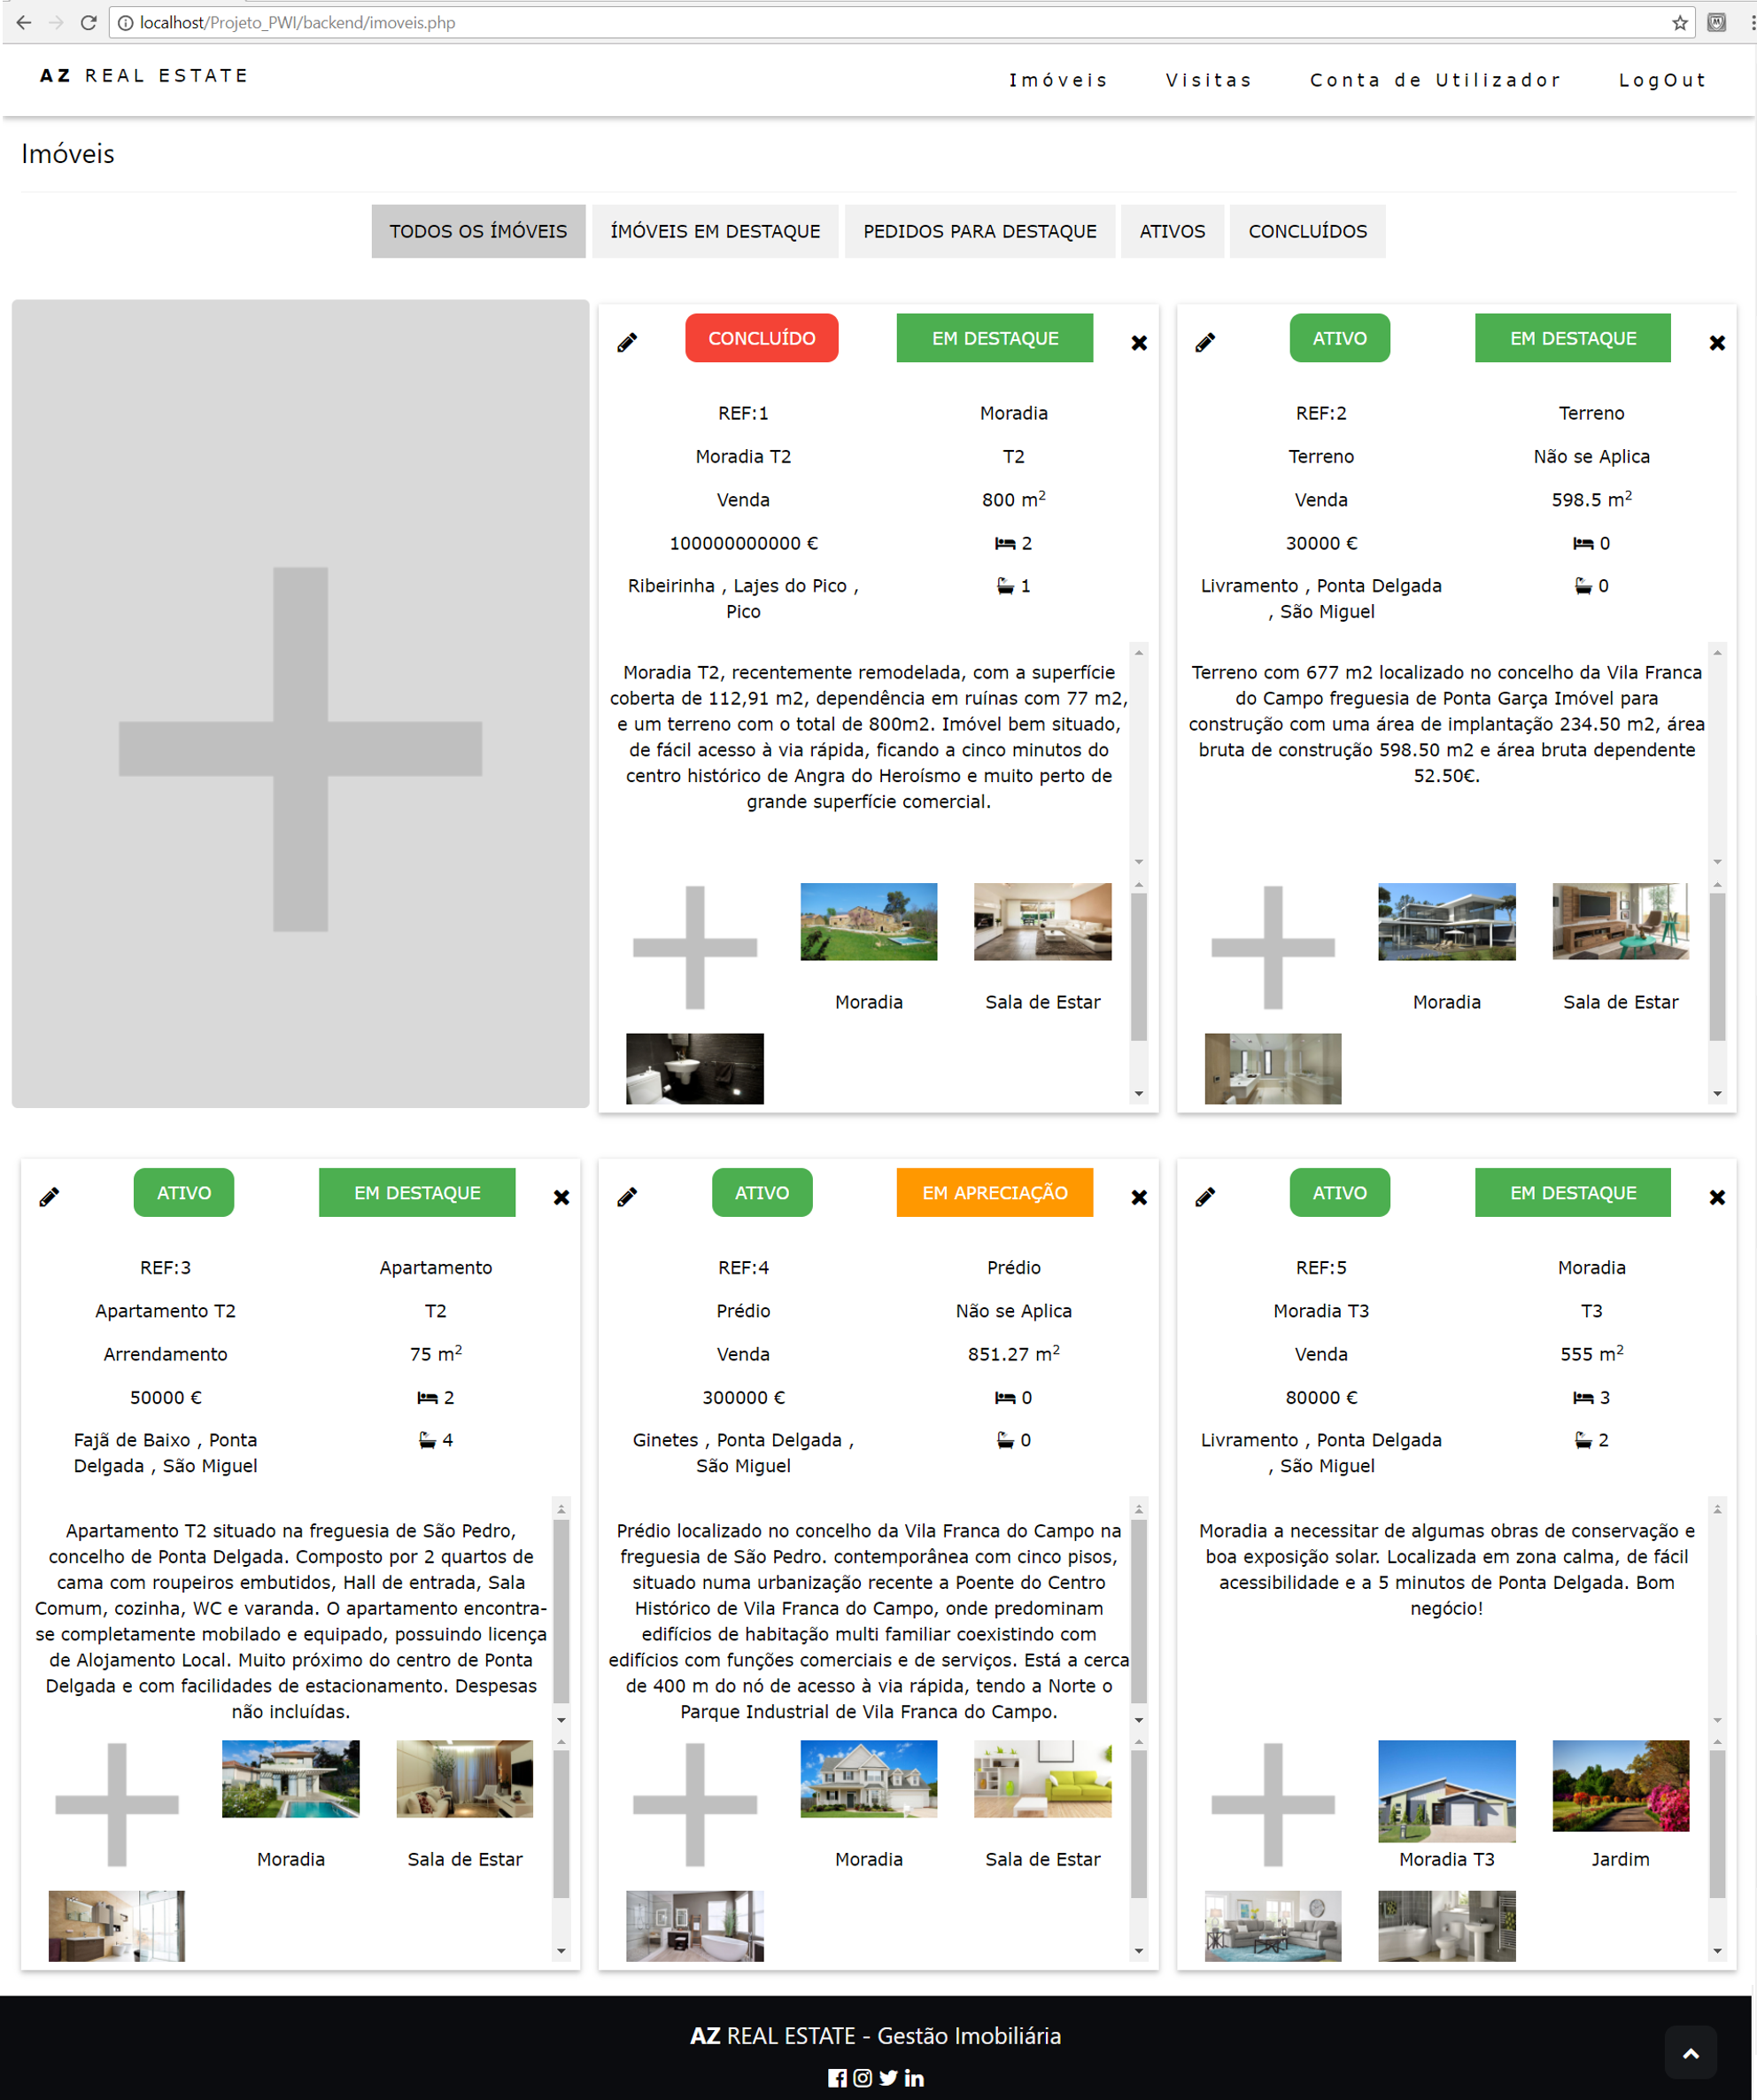 localhost/Projeto_PWI/backend/imoveis.php
AZ REAL ESTATE
Imóveis Visitas Conta de Utilizador LogOut
Imóveis
TODOS OS ÍMÓVEIS ÍMÓVEIS EM DESTAQUE PEDIDOS PARA DESTAQUE ATIVOS CONCLUÍDOS
CONCLUÍDO EM DESTAQUE
REF:1 Moradia
Moradia T2 T2
Venda 800 m²
100000000000 € 2
Ribeirinha , Lajes do Pico , 1
Pico
Moradia T2, recentemente remodelada, com a superfície
coberta de 112,91 m2, dependência em ruínas com 77 m2,
e um terreno com o total de 800m2. Imóvel bem situado,
de fácil acesso à via rápida, ficando a cinco minutos do
centro histórico de Angra do Heroísmo e muito perto de
grande superfície comercial.
Moradia Sala de Estar
ATIVO EM DESTAQUE
REF:2 Terreno
Terreno Não se Aplica
Venda 598.5 m²
30000 € 0
Livramento , Ponta Delgada 0
, São Miguel
Terreno com 677 m2 localizado no concelho da Vila Franca
do Campo freguesia de Ponta Garça Imóvel para
construção com uma área de implantação 234.50 m2, área
bruta de construção 598.50 m2 e área bruta dependente
52.50€.
Moradia Sala de Estar
ATIVO EM DESTAQUE
REF:3 Apartamento
Apartamento T2 T2
Arrendamento 75 m²
50000 € 2
Fajã de Baixo , Ponta 4
Delgada , São Miguel
Apartamento T2 situado na freguesia de São Pedro,
concelho de Ponta Delgada. Composto por 2 quartos de
cama com roupeiros embutidos, Hall de entrada, Sala
Comum, cozinha, WC e varanda. O apartamento encontra-
se completamente mobilado e equipado, possuindo licença
de Alojamento Local. Muito próximo do centro de Ponta
Delgada e com facilidades de estacionamento. Despesas
não incluídas.
Moradia Sala de Estar
ATIVO EM APRECIAÇÃO
REF:4 Prédio
Prédio Não se Aplica
Venda 851.27 m²
300000 € 0
Ginetes , Ponta Delgada , 0
São Miguel
Prédio localizado no concelho da Vila Franca do Campo na
freguesia de São Pedro. contemporânea com cinco pisos,
situado numa urbanização recente a Poente do Centro
Histórico de Vila Franca do Campo, onde predominam
edifícios de habitação multi familiar coexistindo com
edifícios com funções comerciais e de serviços. Está a cerca
de 400 m do nó de acesso à via rápida, tendo a Norte o
Parque Industrial de Vila Franca do Campo.
Moradia Sala de Estar
ATIVO EM DESTAQUE
REF:5 Moradia
Moradia T3 T3
Venda 555 m²
80000 € 3
Livramento , Ponta Delgada 2
, São Miguel
Moradia a necessitar de algumas obras de conservação e
boa exposição solar. Localizada em zona calma, de fácil
acessibilidade e a 5 minutos de Ponta Delgada. Bom
negócio!
Moradia T3 Jardim
AZ REAL ESTATE - Gestão Imobiliária